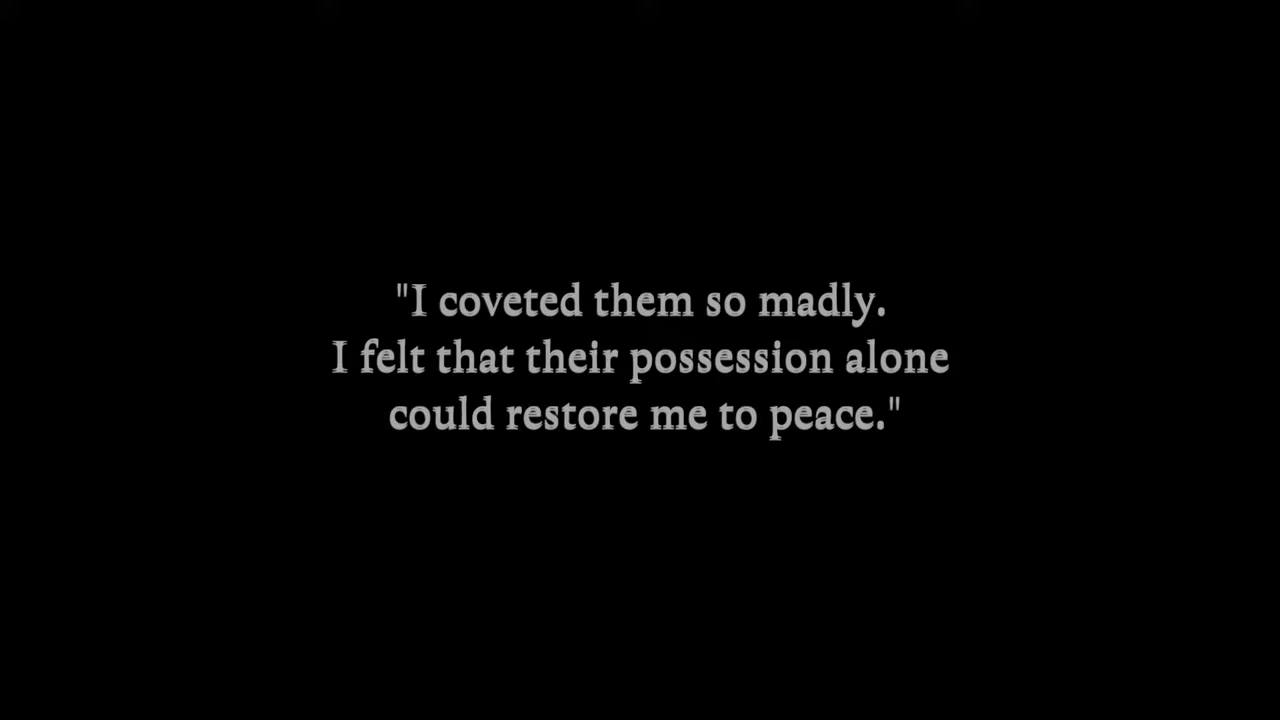 "I coveted them so madly.
I felt that their possession alone
could restore me to peace."